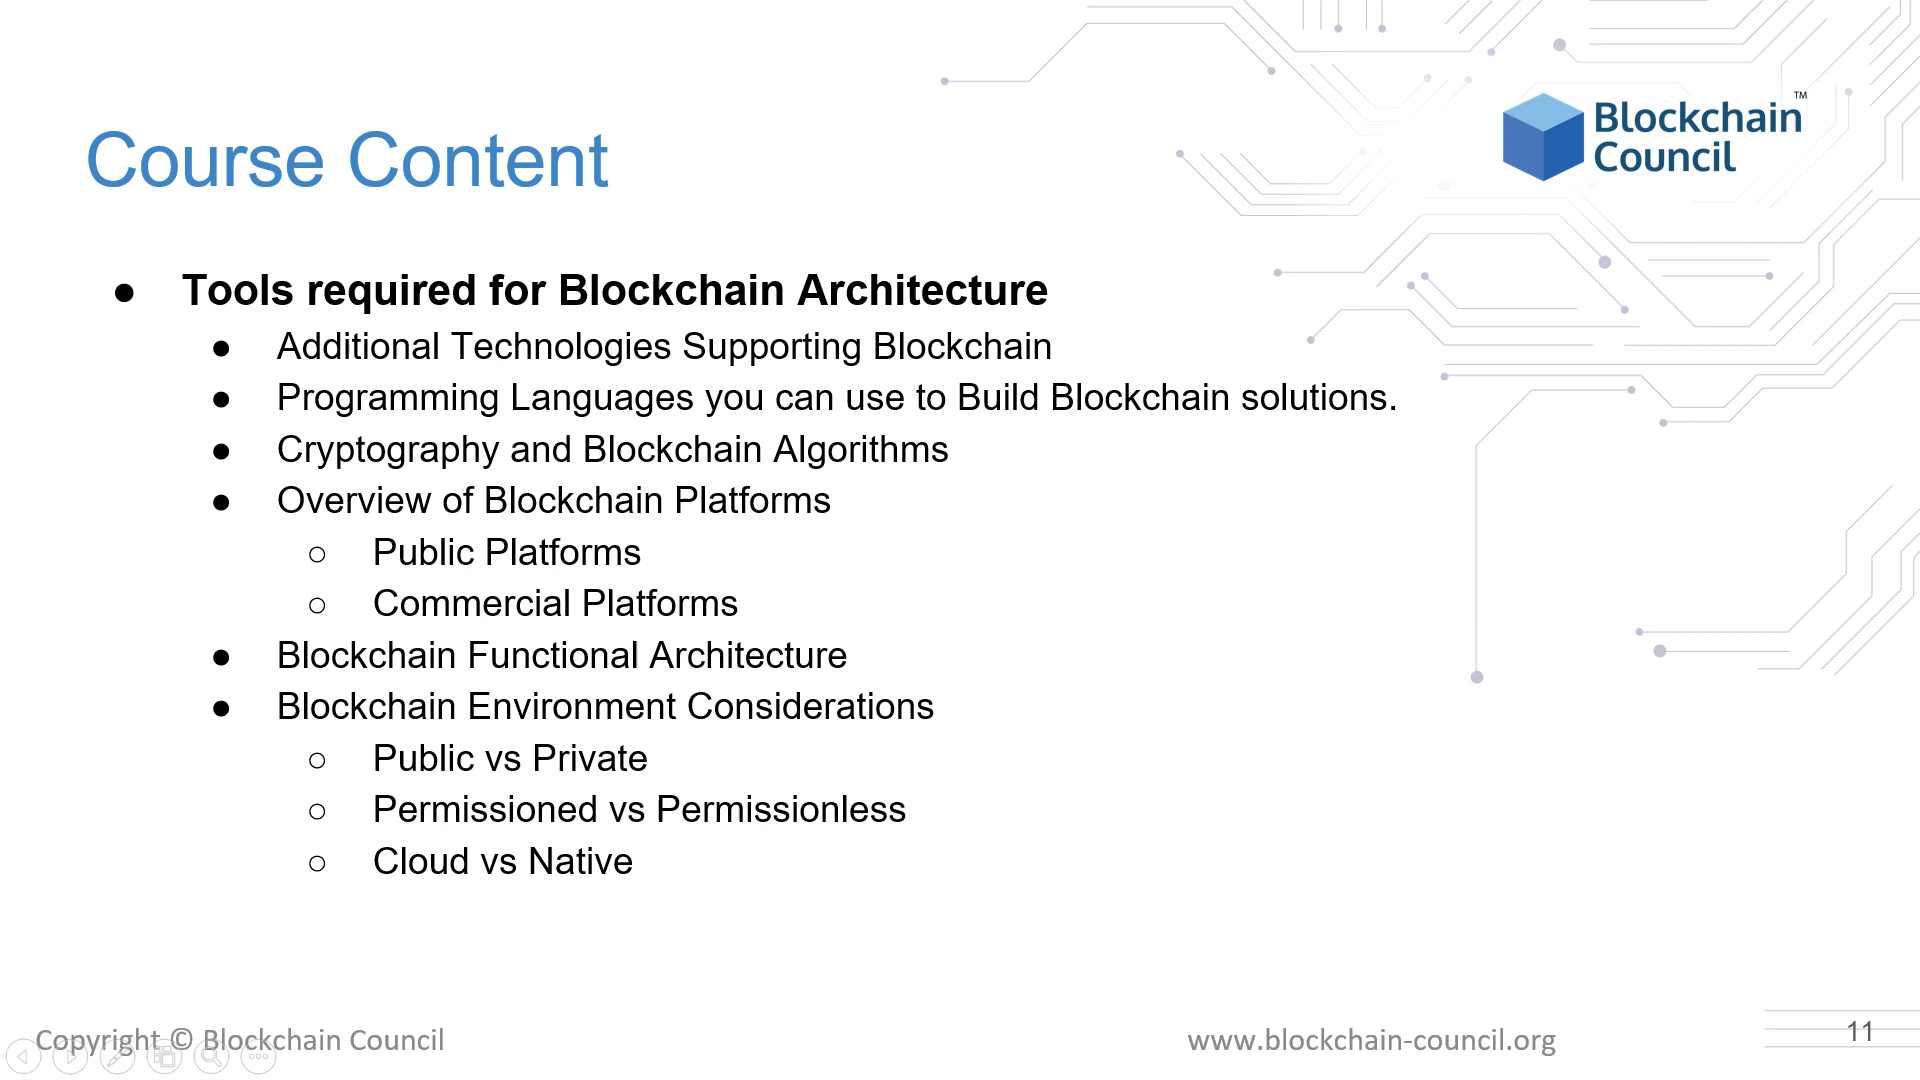 Blockchain™
Council
Course Content
● Tools required for Blockchain Architecture
● Additional Technologies Supporting Blockchain
● Programming Languages you can use to Build Blockchain solutions.
● Cryptography and Blockchain Algorithms
● Overview of Blockchain Platforms
○ Public Platforms
○ Commercial Platforms
● Blockchain Functional Architecture
● Blockchain Environment Considerations
○ Public vs Private
○ Permissioned vs Permissionless
○ Cloud vs Native
Copyright © Blockchain Council
www.blockchain-council.org
11